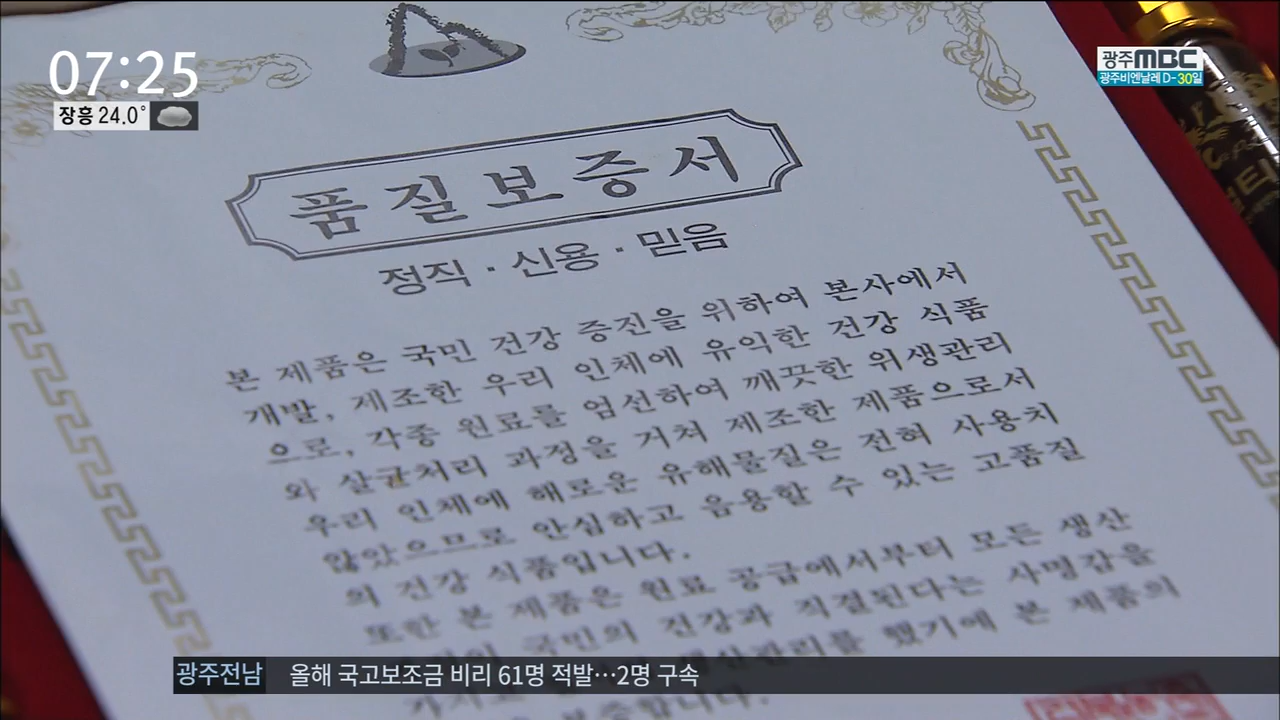 07:25
장흥 24.0°
광주MBC
광주비엔날레 D-30일
품질보증서
정직 · 신용 · 믿음
본 제품은 국민 건강 증진을 위하여 본사에서
개발, 제조한 우리 인체에 유익한 건강 식품
으로, 각종 원료를 엄선하여 깨끗한 위생관리
와 살균처리 과정을 거쳐 제조한 제품으로서
우리 인체에 해로운 유해물질은 전혀 사용치
않았으므로 안심하고 음용할 수 있는 고품질
의 건강 식품입니다.
또한 본 제품은 원료 공급에서부터 모든 생산
국민의 건강과 직결된다는 사명감을
했기에 본 제품의
광주전남 올해 국고보조금 비리 61명 적발…2명 구속